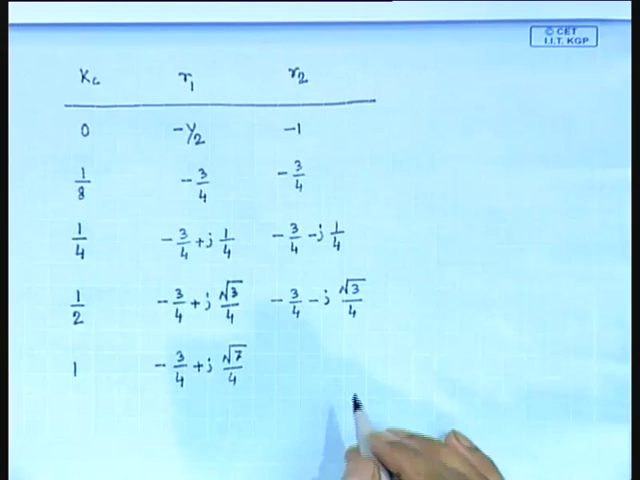 © CET
I.I.T. KGP
Kc r₁ r₂
0 -1/2 -1
1/8 -3/4 -3/4
1/4 -3/4 + j 1/4 -3/4 - j 1/4
1/2 -3/4 + j √3/4 -3/4 - j √3/4
1 -3/4 + j √7/4